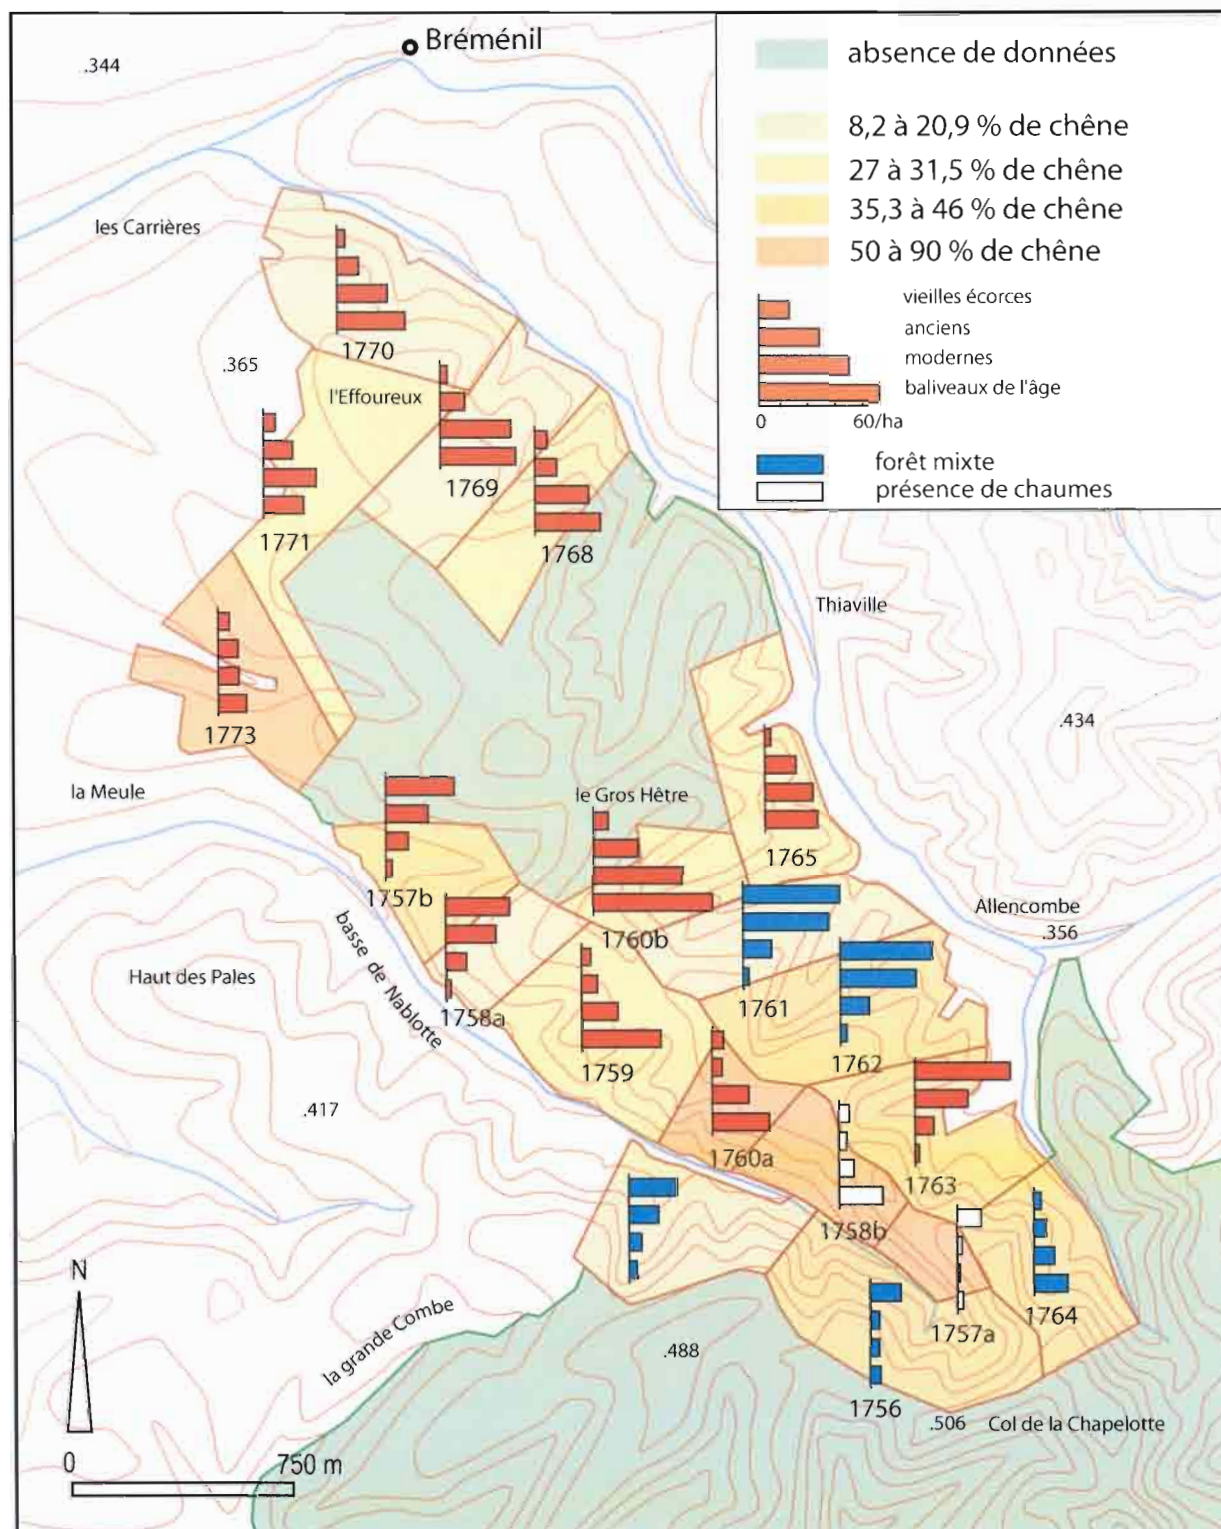 Bréménil
.344
absence de données
8,2 à 20,9 % de chêne
27 à 31,5 % de chêne
35,3 à 46 % de chêne
50 à 90 % de chêne
vieilles écorces
anciens
modernes
baliveaux de l'âge
0 60/ha
forêt mixte
présence de chaumes
les Carrières
1770
.365
l'Effoureux
1769
1771
1768
Thiaville
1773
.434
la Meule
le Gros Hêtre
1765
1757b
Allencombe
.356
1760b
basse de Nablotte
Haut des Pales
1761
1758a
1762
1759
.417
1760a
1763
1758b
N
1764
1757a
la grande Combe
.488
1756
.506
Col de la Chapelotte
0 750 m